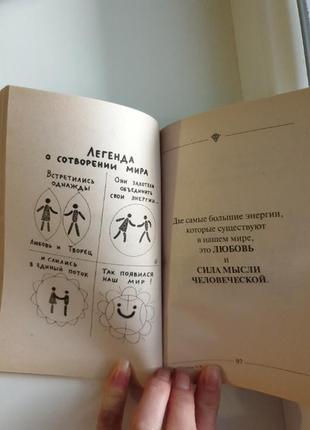 ЛЕГЕНДА
О СОТВОРЕНИИ МИРА
ВСТРЕТИЛИСЬ
ОДНАЖДЫ
ЛЮБОВЬ И ТВОРЕЦ
ОНИ ЗАХОТЕЛИ
ОБЪЕДИНИТЬ
СВОИ ЭНЕРГИИ...
И СЛИЛИСЬ
В ЕДИНЫЙ ПОТОК
ТАК ПОЯВИЛСЯ
НАШ МИР!
Две самые большие энергии,
которые существуют
в нашем мире,
это ЛЮБОВЬ
и
СИЛА МЫСЛИ
ЧЕЛОВЕЧЕСКОЙ.
97